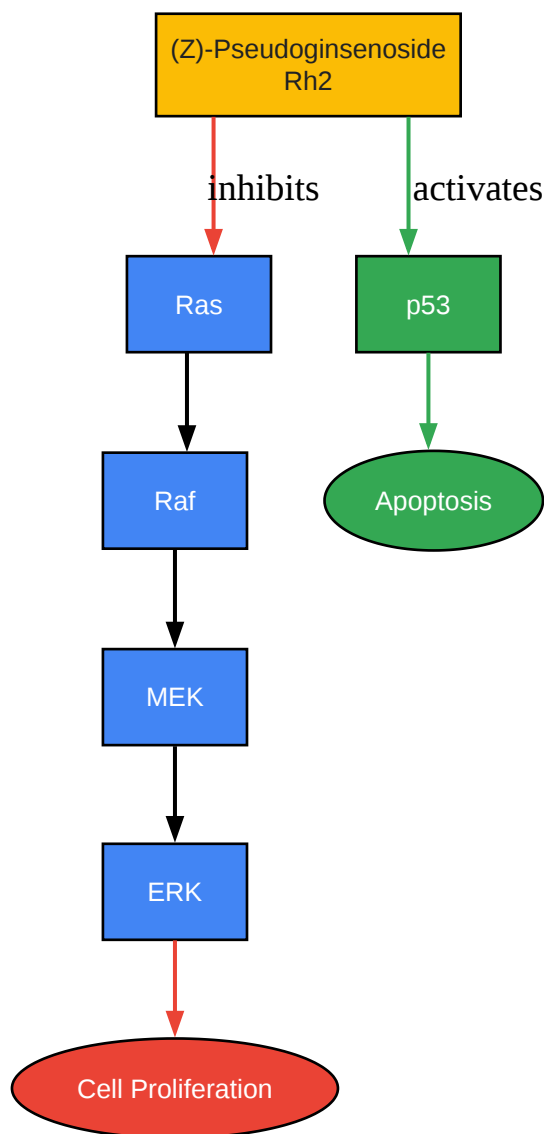 (Z)-Pseudoginsenoside
Rh2
inhibits
activates
Ras
p53
Raf
Apoptosis
MEK
ERK
Cell Proliferation